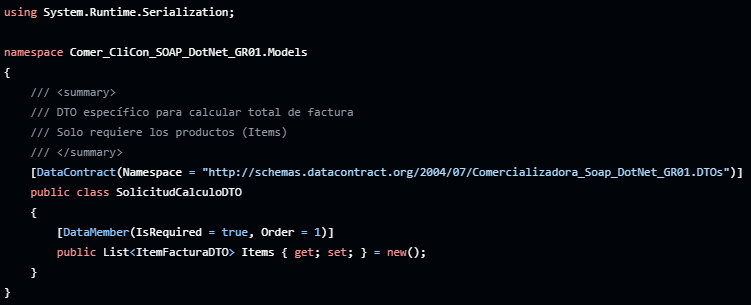 using System.Runtime.Serialization;
namespace Comer_CliCon_SOAP_DotNet_GR01.Models
{
/// <summary>
/// DTO específico para calcular total de factura
/// Solo requiere los productos (Items)
/// </summary>
[DataContract(Namespace = "http://schemas.datacontract.org/2004/07/Comercializadora_Soap_DotNet_GR01.DTOs")]
public class SolicitudCalculoDTO
{
[DataMember(IsRequired = true, Order = 1)]
public List<ItemFacturaDTO> Items { get; set; } = new();
}
}